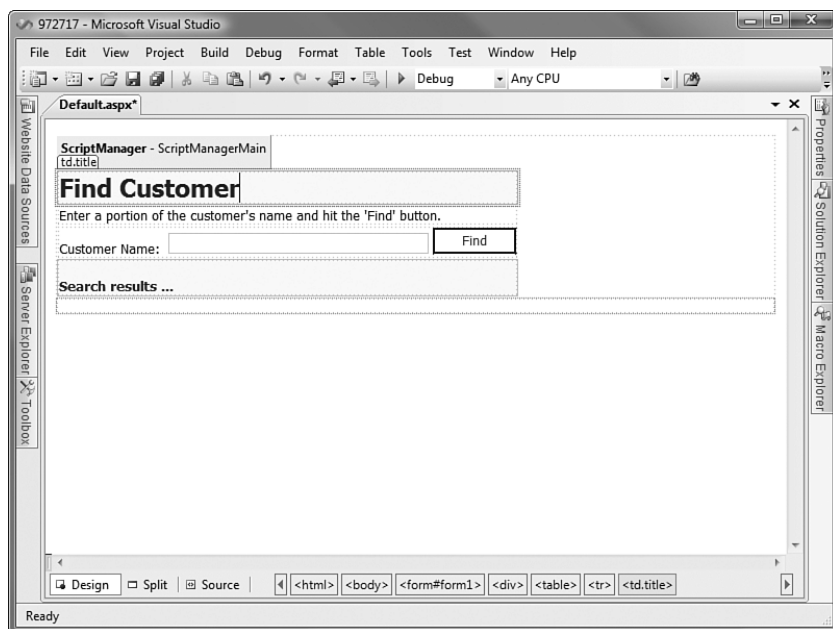 972717 - Microsoft Visual Studio
File Edit View Project Build Debug Format Table Tools Test Window Help
Debug Any CPU
Default.aspx*
Website Data Sources
Server Explorer
Toolbox
ScriptManager - ScriptManagerMain
td.title
Find Customer
Enter a portion of the customer's name and hit the 'Find' button.
Customer Name: Find
Search results ...
Properties
Solution Explorer
Macro Explorer
Design Split Source <html> <body> <form#form1> <div> <table> <tr> <td.title>
Ready